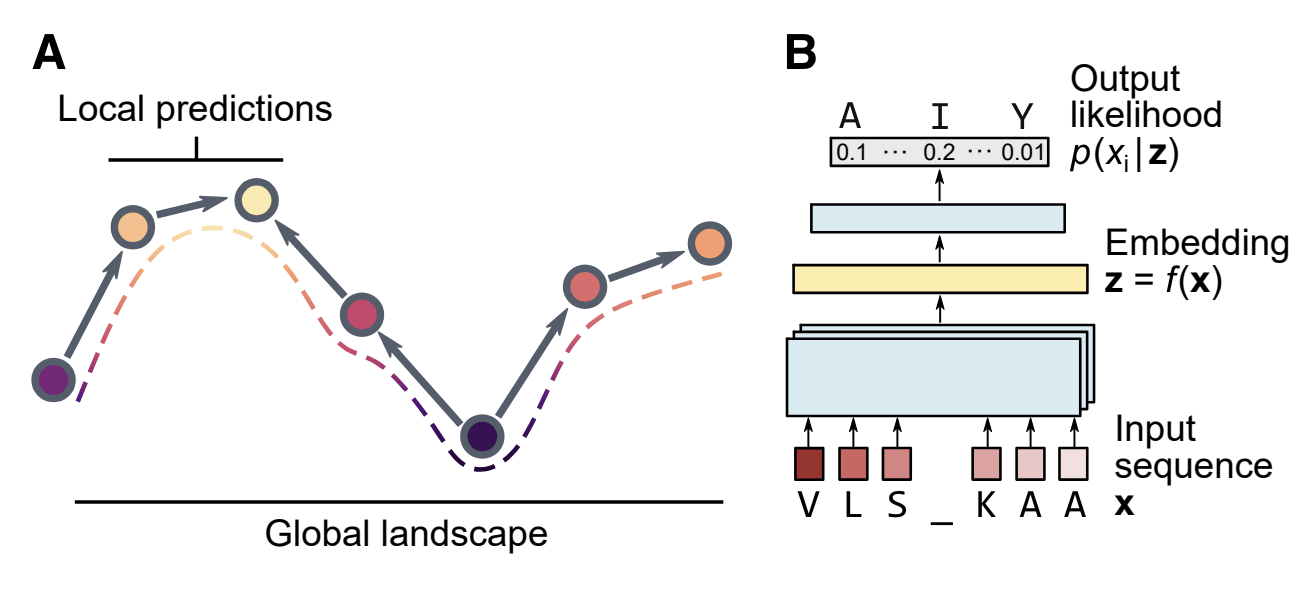 A
Local predictions
Global landscape
B
A I Y
0.1 ··· 0.2 ··· 0.01
Output
likelihood
p(xi|z)
Embedding
z = f(x)
Input
sequence
x
V L S _ K A A